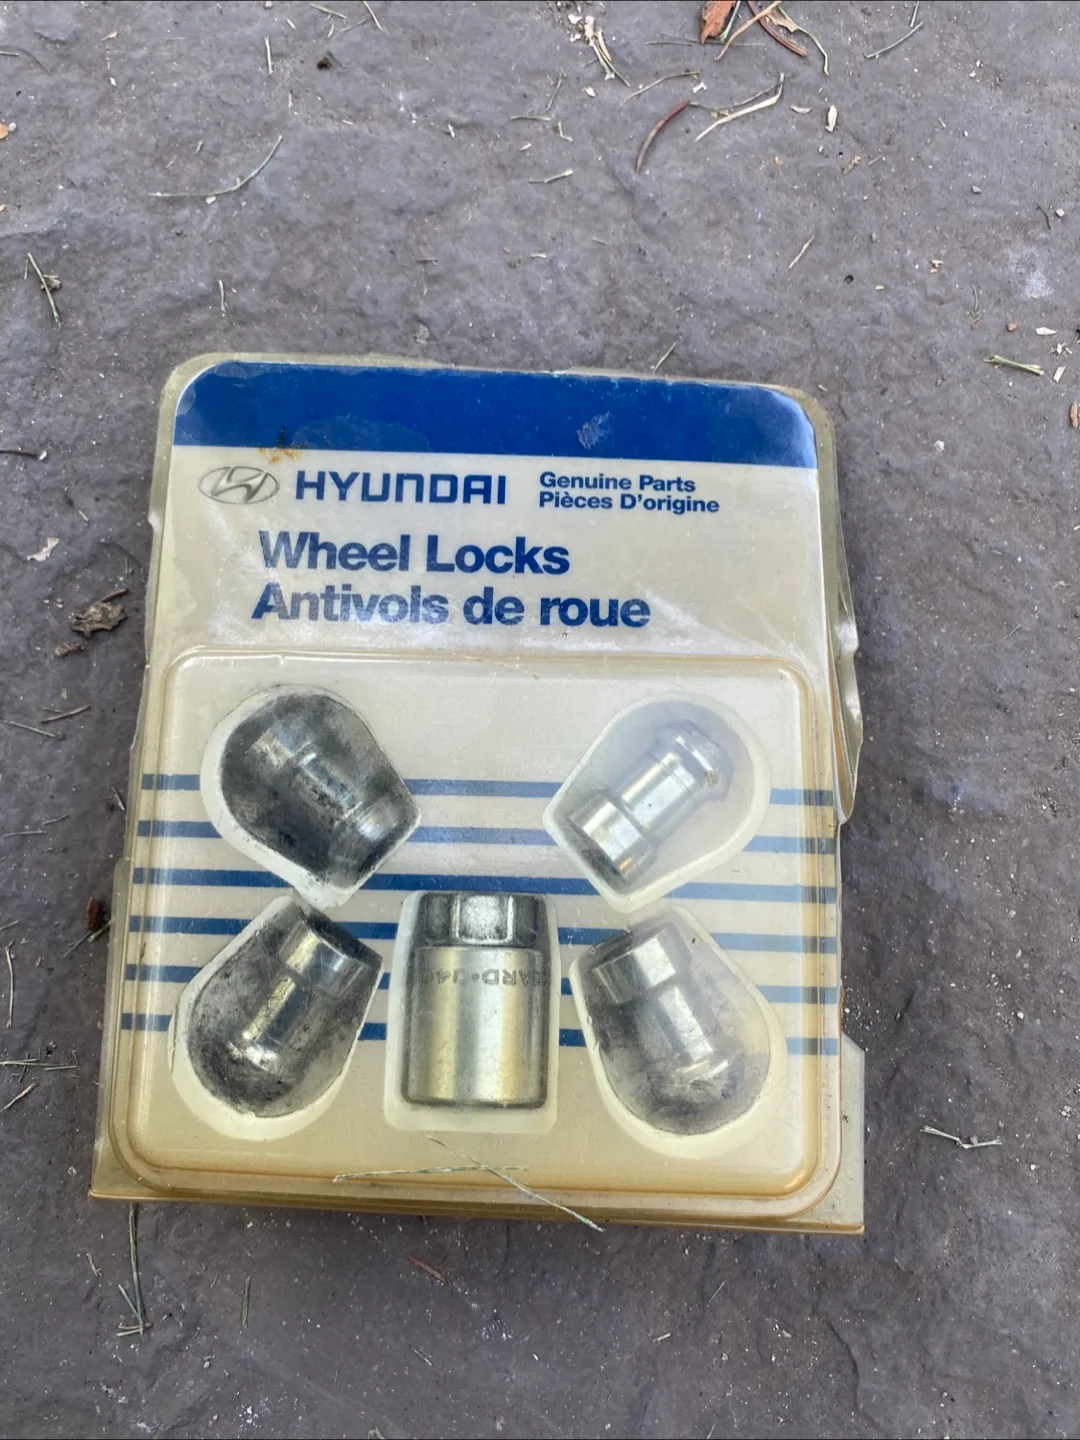 HYUNDAI
Genuine Parts
Pièces D'origine
Wheel Locks
Antivols de roue